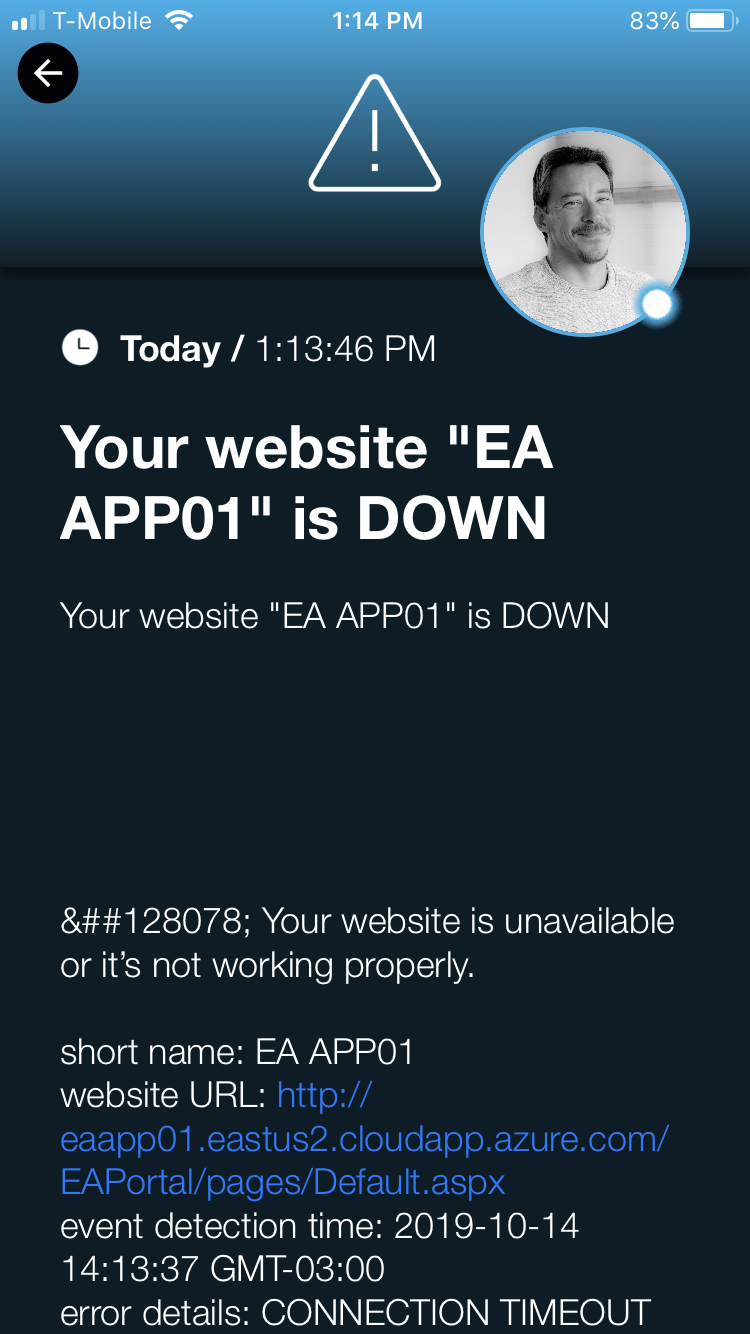 T-Mobile 1:14 PM 83%
Today / 1:13:46 PM
Your website "EA
APP01" is DOWN
Your website "EA APP01" is DOWN
&##128078; Your website is unavailable
or it’s not working properly.
short name: EA APP01
website URL: http://
eaapp01.eastus2.cloudapp.azure.com/
EAPortal/pages/Default.aspx
event detection time: 2019-10-14
14:13:37 GMT-03:00
error details: CONNECTION TIMEOUT